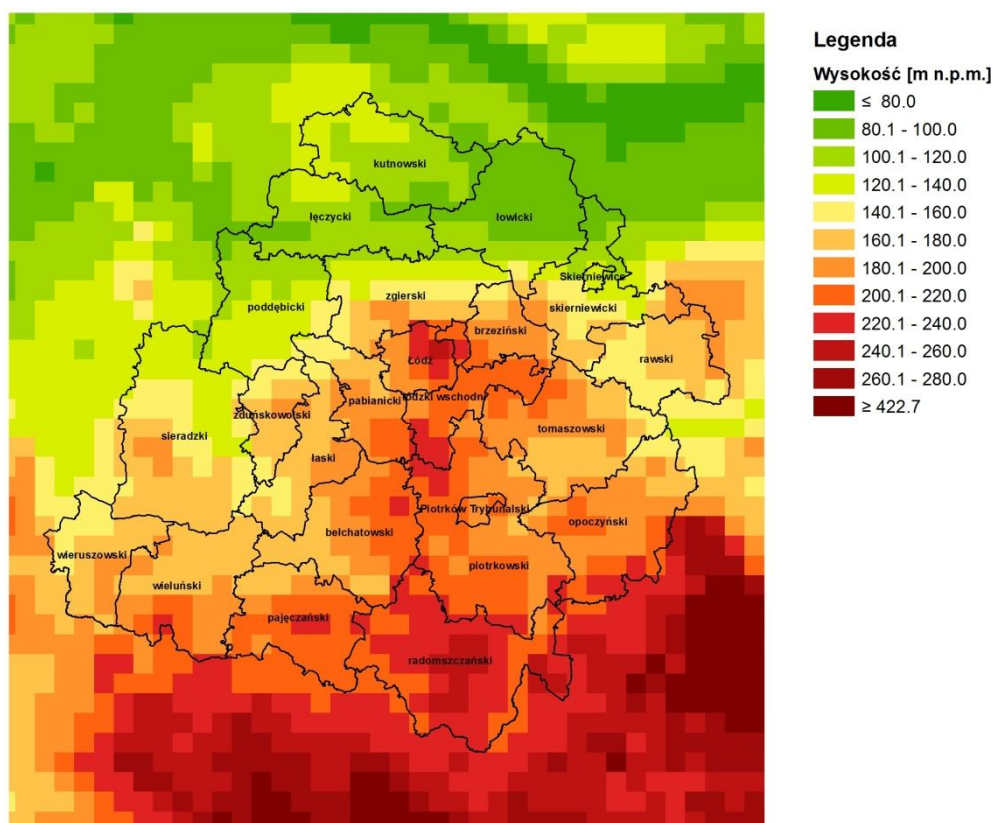 Legenda
Wysokość [m n.p.m.]
≤ 80.0
80.1 - 100.0
100.1 - 120.0
120.1 - 140.0
140.1 - 160.0
160.1 - 180.0
180.1 - 200.0
200.1 - 220.0
220.1 - 240.0
240.1 - 260.0
260.1 - 280.0
≥ 422.7
kutnowski
łęczycki
łowicki
Skierniewice
zgierski
poddębicki
skierniewicki
brzeziński
rawski
Łódź
łódzki wschodni
pabianicki
zduńskowolski
tomaszowski
sieradzki
łaski
Piotrków Trybunalski
opoczyński
bełchatowski
wieruszowski
piotrkowski
wieluński
pajęczański
radomszczański